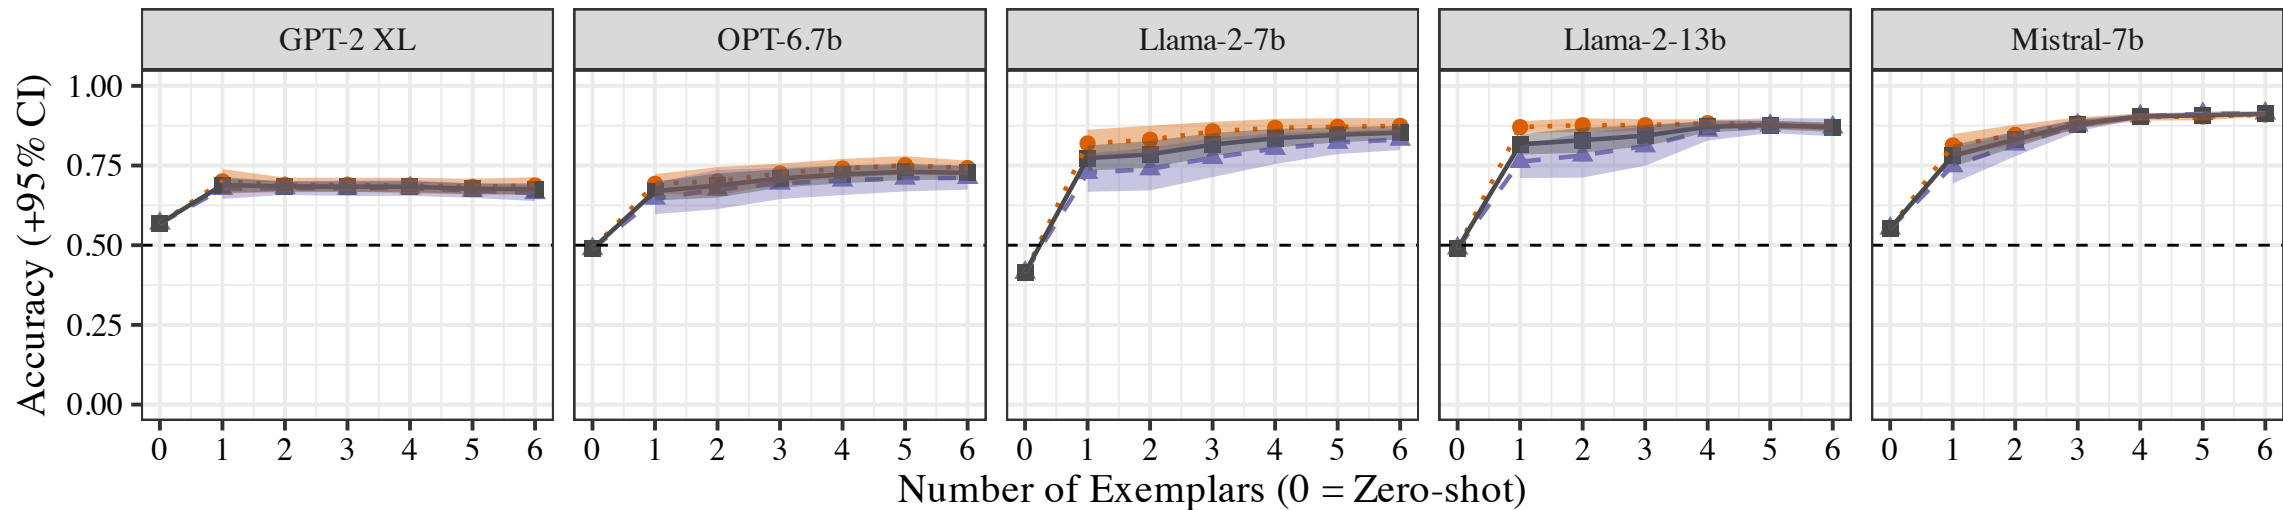 GPT-2 XL
OPT-6.7b
Llama-2-7b
Llama-2-13b
Mistral-7b
Accuracy (+95% CI)
1.00
0.75
0.50
0.25
0.00
0 1 2 3 4 5 6
0 1 2 3 4 5 6
0 1 2 3 4 5 6
0 1 2 3 4 5 6
0 1 2 3 4 5 6
Number of Exemplars (0 = Zero-shot)